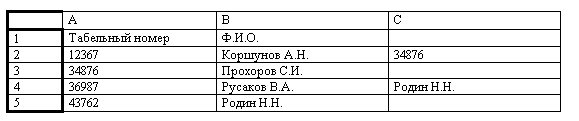 A B C
1 Табельный номер Ф.И.О.
2 12367 Коршунов А.Н. 34876
3 34876 Прохоров С.И.
4 36987 Русаков В.А. Родин Н.Н.
5 43762 Родин Н.Н.